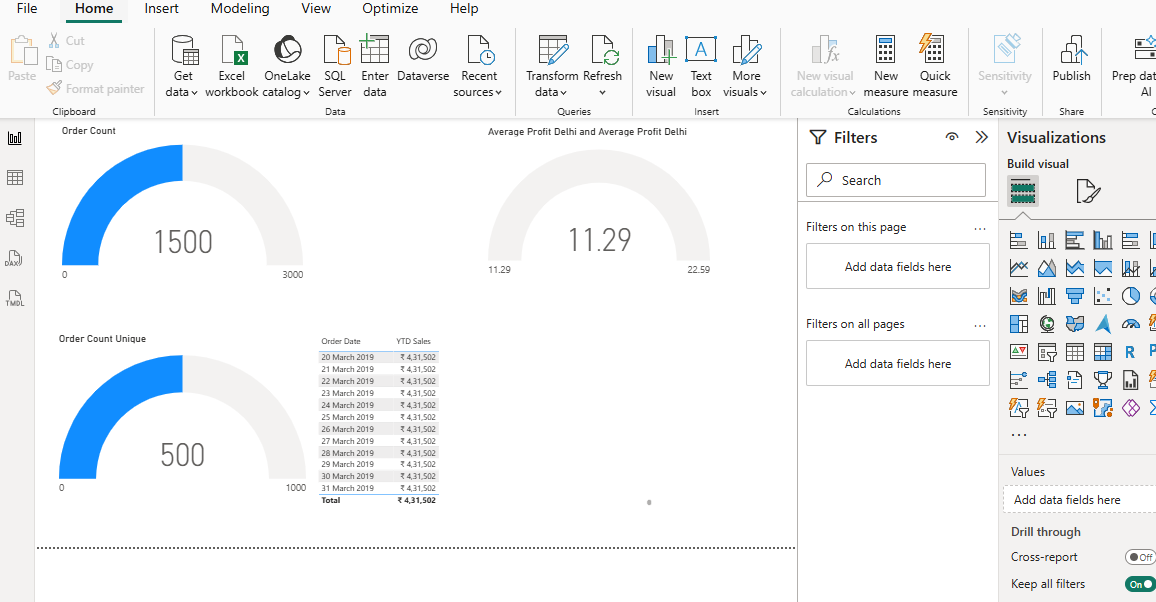 File Home Insert Modeling View Optimize Help
Paste
Cut
Copy
Format painter
Clipboard
Get data
Excel workbook
OneLake catalog
SQL Server
Enter data
Dataverse
Recent sources
Data
Transform data
Refresh
Queries
New visual
Text box
More visuals
Insert
New visual calculation
New measure
Quick measure
Calculations
Sensitivity
Sensitivity
Publish
Share
Prep dat
AI
DAX
TMDL
Order Count
1500
0 3000
Average Profit Delhi and Average Profit Delhi
11.29
11.29 22.59
Order Count Unique
500
0 1000
Order Date YTD Sales
20 March 2019 ₹ 4,31,502
21 March 2019 ₹ 4,31,502
22 March 2019 ₹ 4,31,502
23 March 2019 ₹ 4,31,502
24 March 2019 ₹ 4,31,502
25 March 2019 ₹ 4,31,502
26 March 2019 ₹ 4,31,502
27 March 2019 ₹ 4,31,502
28 March 2019 ₹ 4,31,502
29 March 2019 ₹ 4,31,502
30 March 2019 ₹ 4,31,502
31 March 2019 ₹ 4,31,502
Total ₹ 4,31,502
Filters
Search
Filters on this page ...
Add data fields here
Filters on all pages ...
Add data fields here
Visualizations
Build visual
R
...
Values
Add data fields here
Drill through
Cross-report Off
Keep all filters On